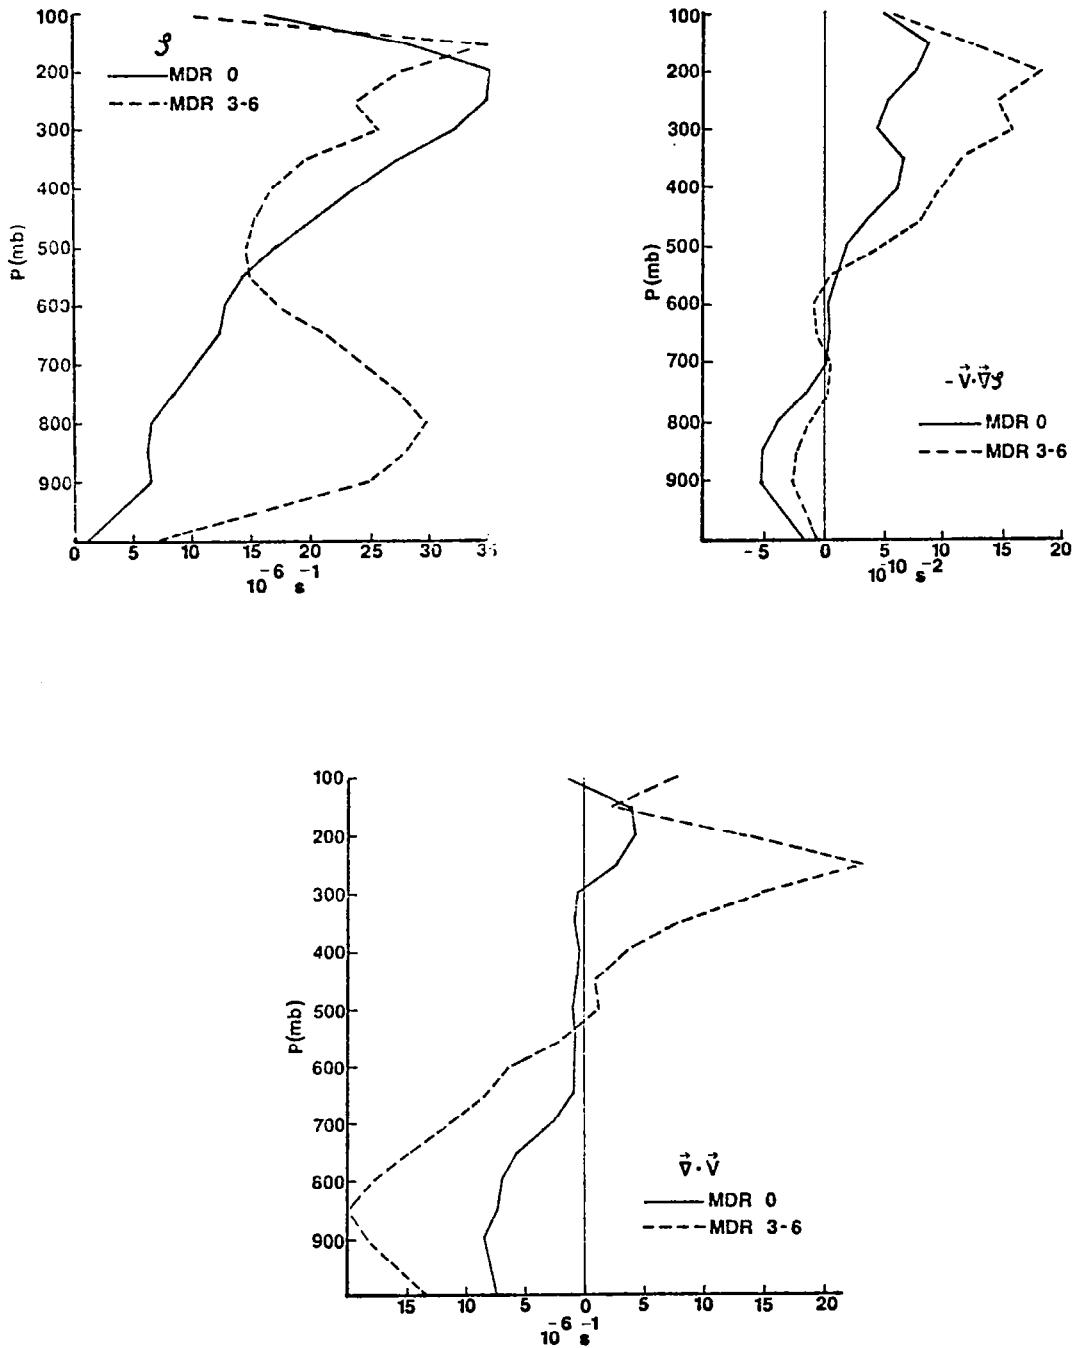 100
200
300
400
500
603
700
800
900
P (mb)
ζ
MDR 0
MDR 3-6
0 5 10 15 20 25 30 35
10⁻⁶ s⁻¹
100
200
300
400
500
600
700
800
900
P (mb)
-V⃗·∇⃗ζ
MDR 0
MDR 3-6
-5 0 5 10 15 20
10⁻¹⁰ s⁻²
100
200
300
400
500
600
700
800
900
P (mb)
∇⃗·V⃗
MDR 0
MDR 3-6
15 10 5 0 5 10 15 20
10⁻⁶ s⁻¹